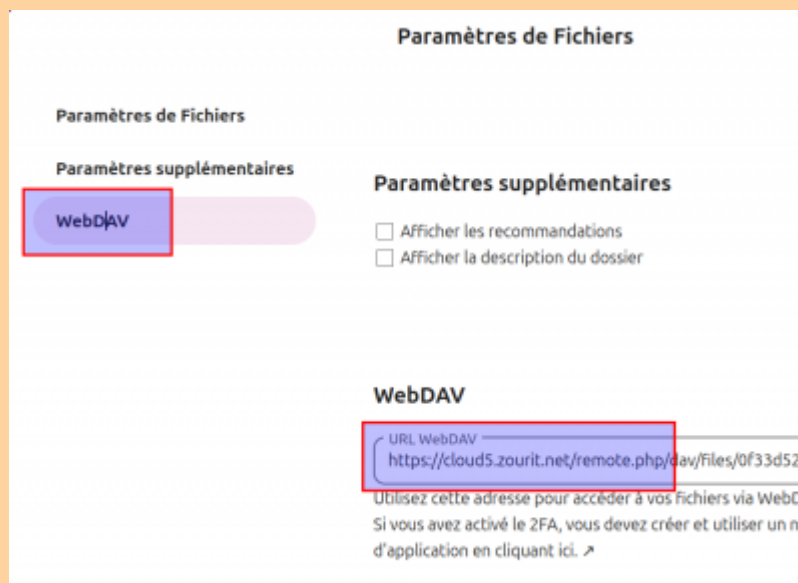 Paramètres de Fichiers
Paramètres de Fichiers
Paramètres supplémentaires
WebDAV
Paramètres supplémentaires
Afficher les recommandations
Afficher la description du dossier
WebDAV
URL WebDAV
https://cloud5.zourit.net/remote.php/dav/files/0f33d52
Utilisez cette adresse pour accéder à vos fichiers via WebD
Si vous avez activé le 2FA, vous devez créer et utiliser un n
d'application en cliquant ici. ↗